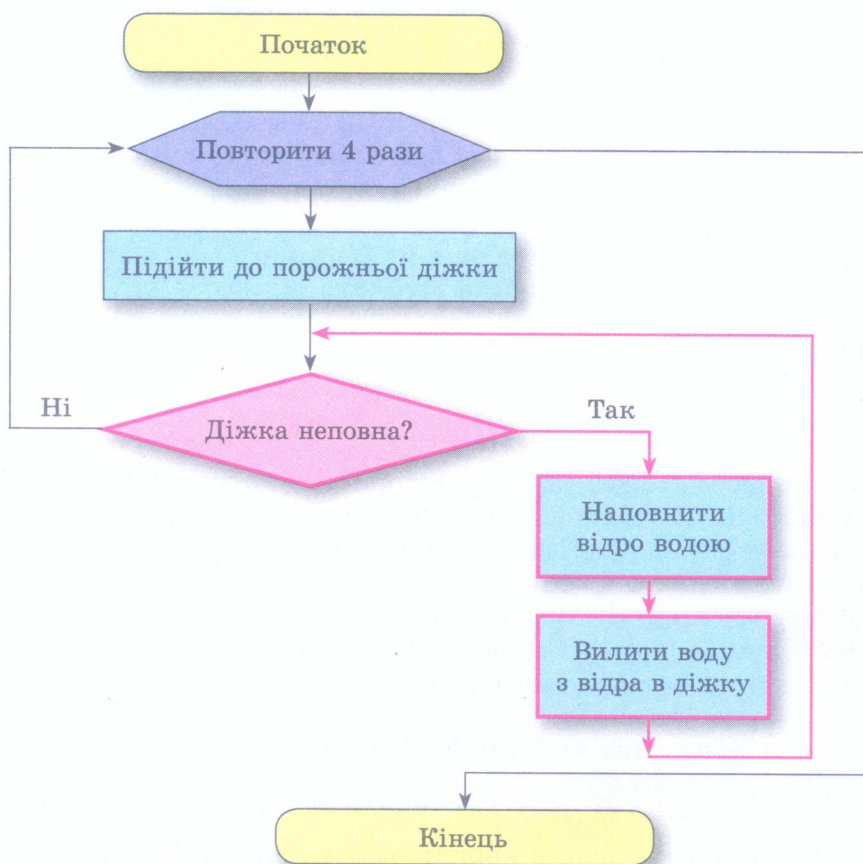 Початок
Повторити 4 рази
Підійти до порожньої діжки
Ні
Діжка неповна?
Так
Наповнити
відро водою
Вилити воду
з відра в діжку
Кінець